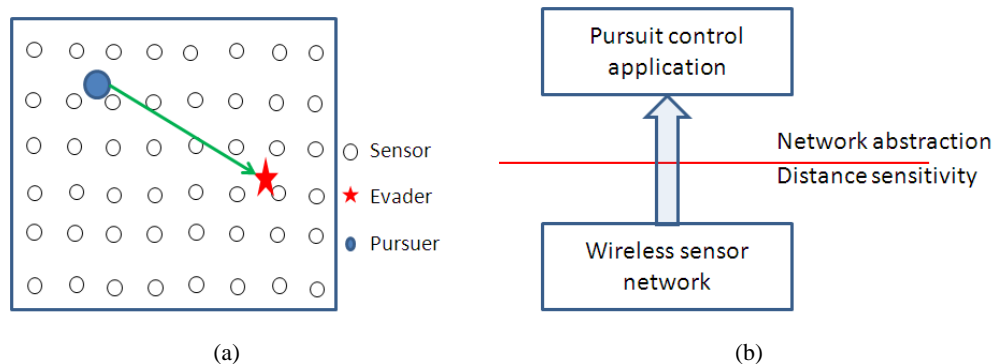 Sensor
Evader
Pursuer
(a)
Pursuit control
application
Network abstraction
Distance sensitivity
Wireless sensor
network
(b)